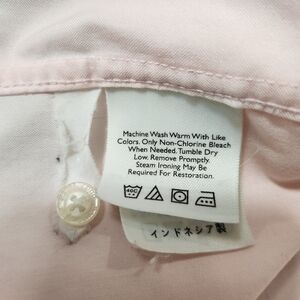 Machine Wash Warm With Like
Colors. Only Non-Chlorine Bleach
When Needed. Tumble Dry
Low. Remove Promptly.
Steam Ironing May Be
Required For Restoration.
40C
インドネシア製